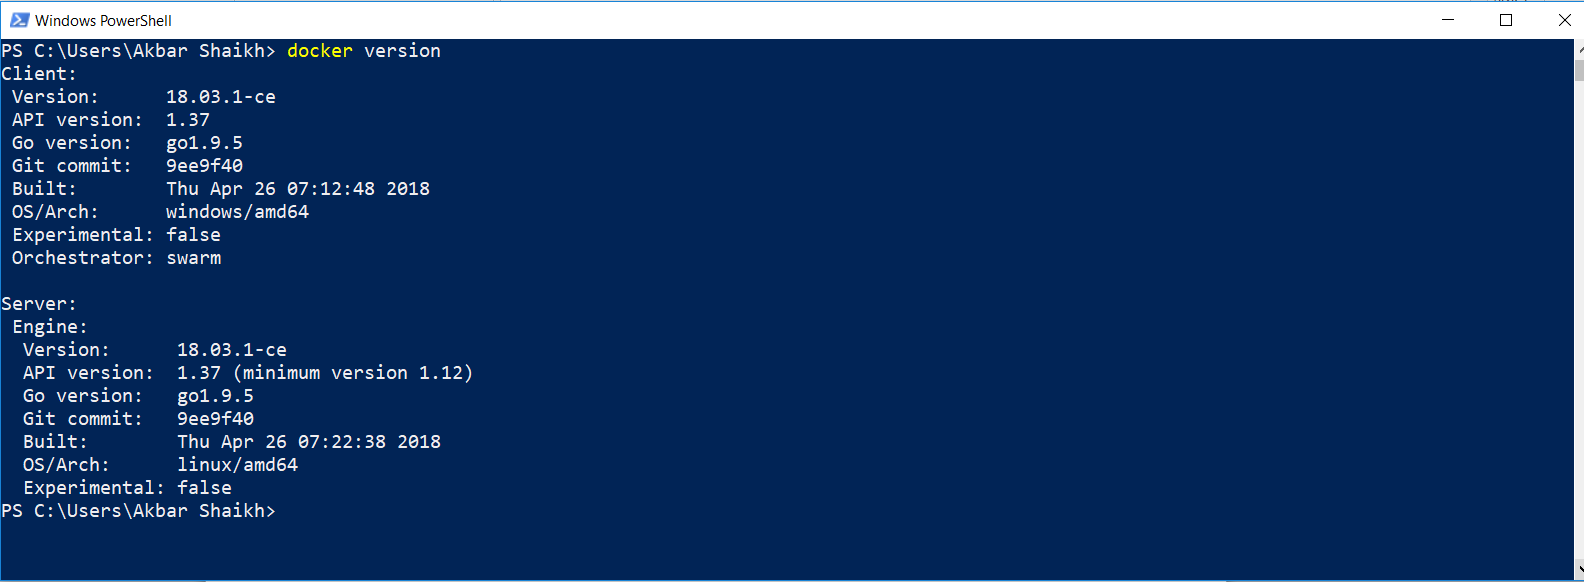 Windows PowerShell
PS C:\Users\Akbar Shaikh> docker version
Client:
 Version:      18.03.1-ce
 API version:  1.37
 Go version:   go1.9.5
 Git commit:   9ee9f40
 Built:        Thu Apr 26 07:12:48 2018
 OS/Arch:      windows/amd64
 Experimental: false
 Orchestrator: swarm

Server:
 Engine:
  Version:      18.03.1-ce
  API version:  1.37 (minimum version 1.12)
  Go version:   go1.9.5
  Git commit:   9ee9f40
  Built:        Thu Apr 26 07:22:38 2018
  OS/Arch:      linux/amd64
  Experimental: false
PS C:\Users\Akbar Shaikh>